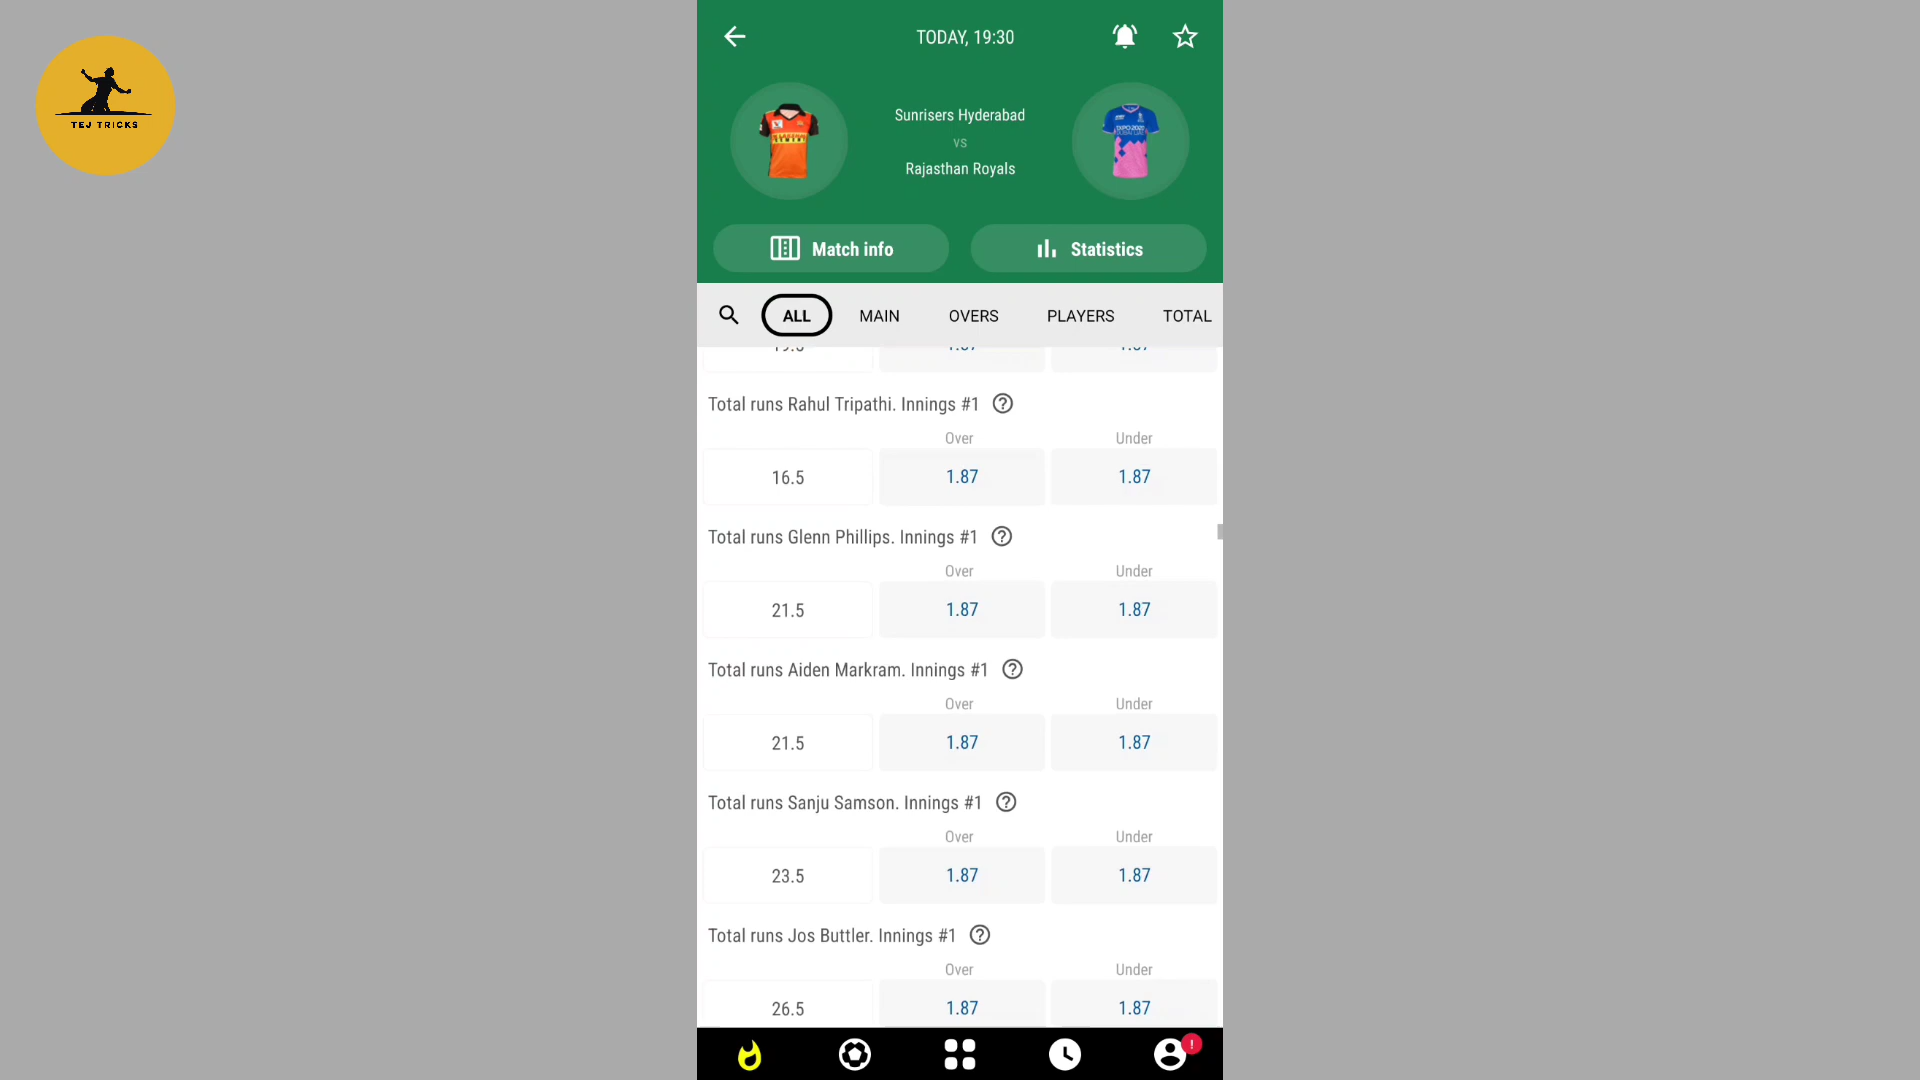 TEJ TRICKS
TODAY, 19:30
Sunrisers Hyderabad
VS
Rajasthan Royals
EXPO 2020
Match info
Statistics
ALL MAIN OVERS PLAYERS TOTAL
Total runs Rahul Tripathi. Innings #1
Over Under
16.5 1.87 1.87
Total runs Glenn Phillips. Innings #1
Over Under
21.5 1.87 1.87
Total runs Aiden Markram. Innings #1
Over Under
21.5 1.87 1.87
Total runs Sanju Samson. Innings #1
Over Under
23.5 1.87 1.87
Total runs Jos Buttler. Innings #1
Over Under
26.5 1.87 1.87